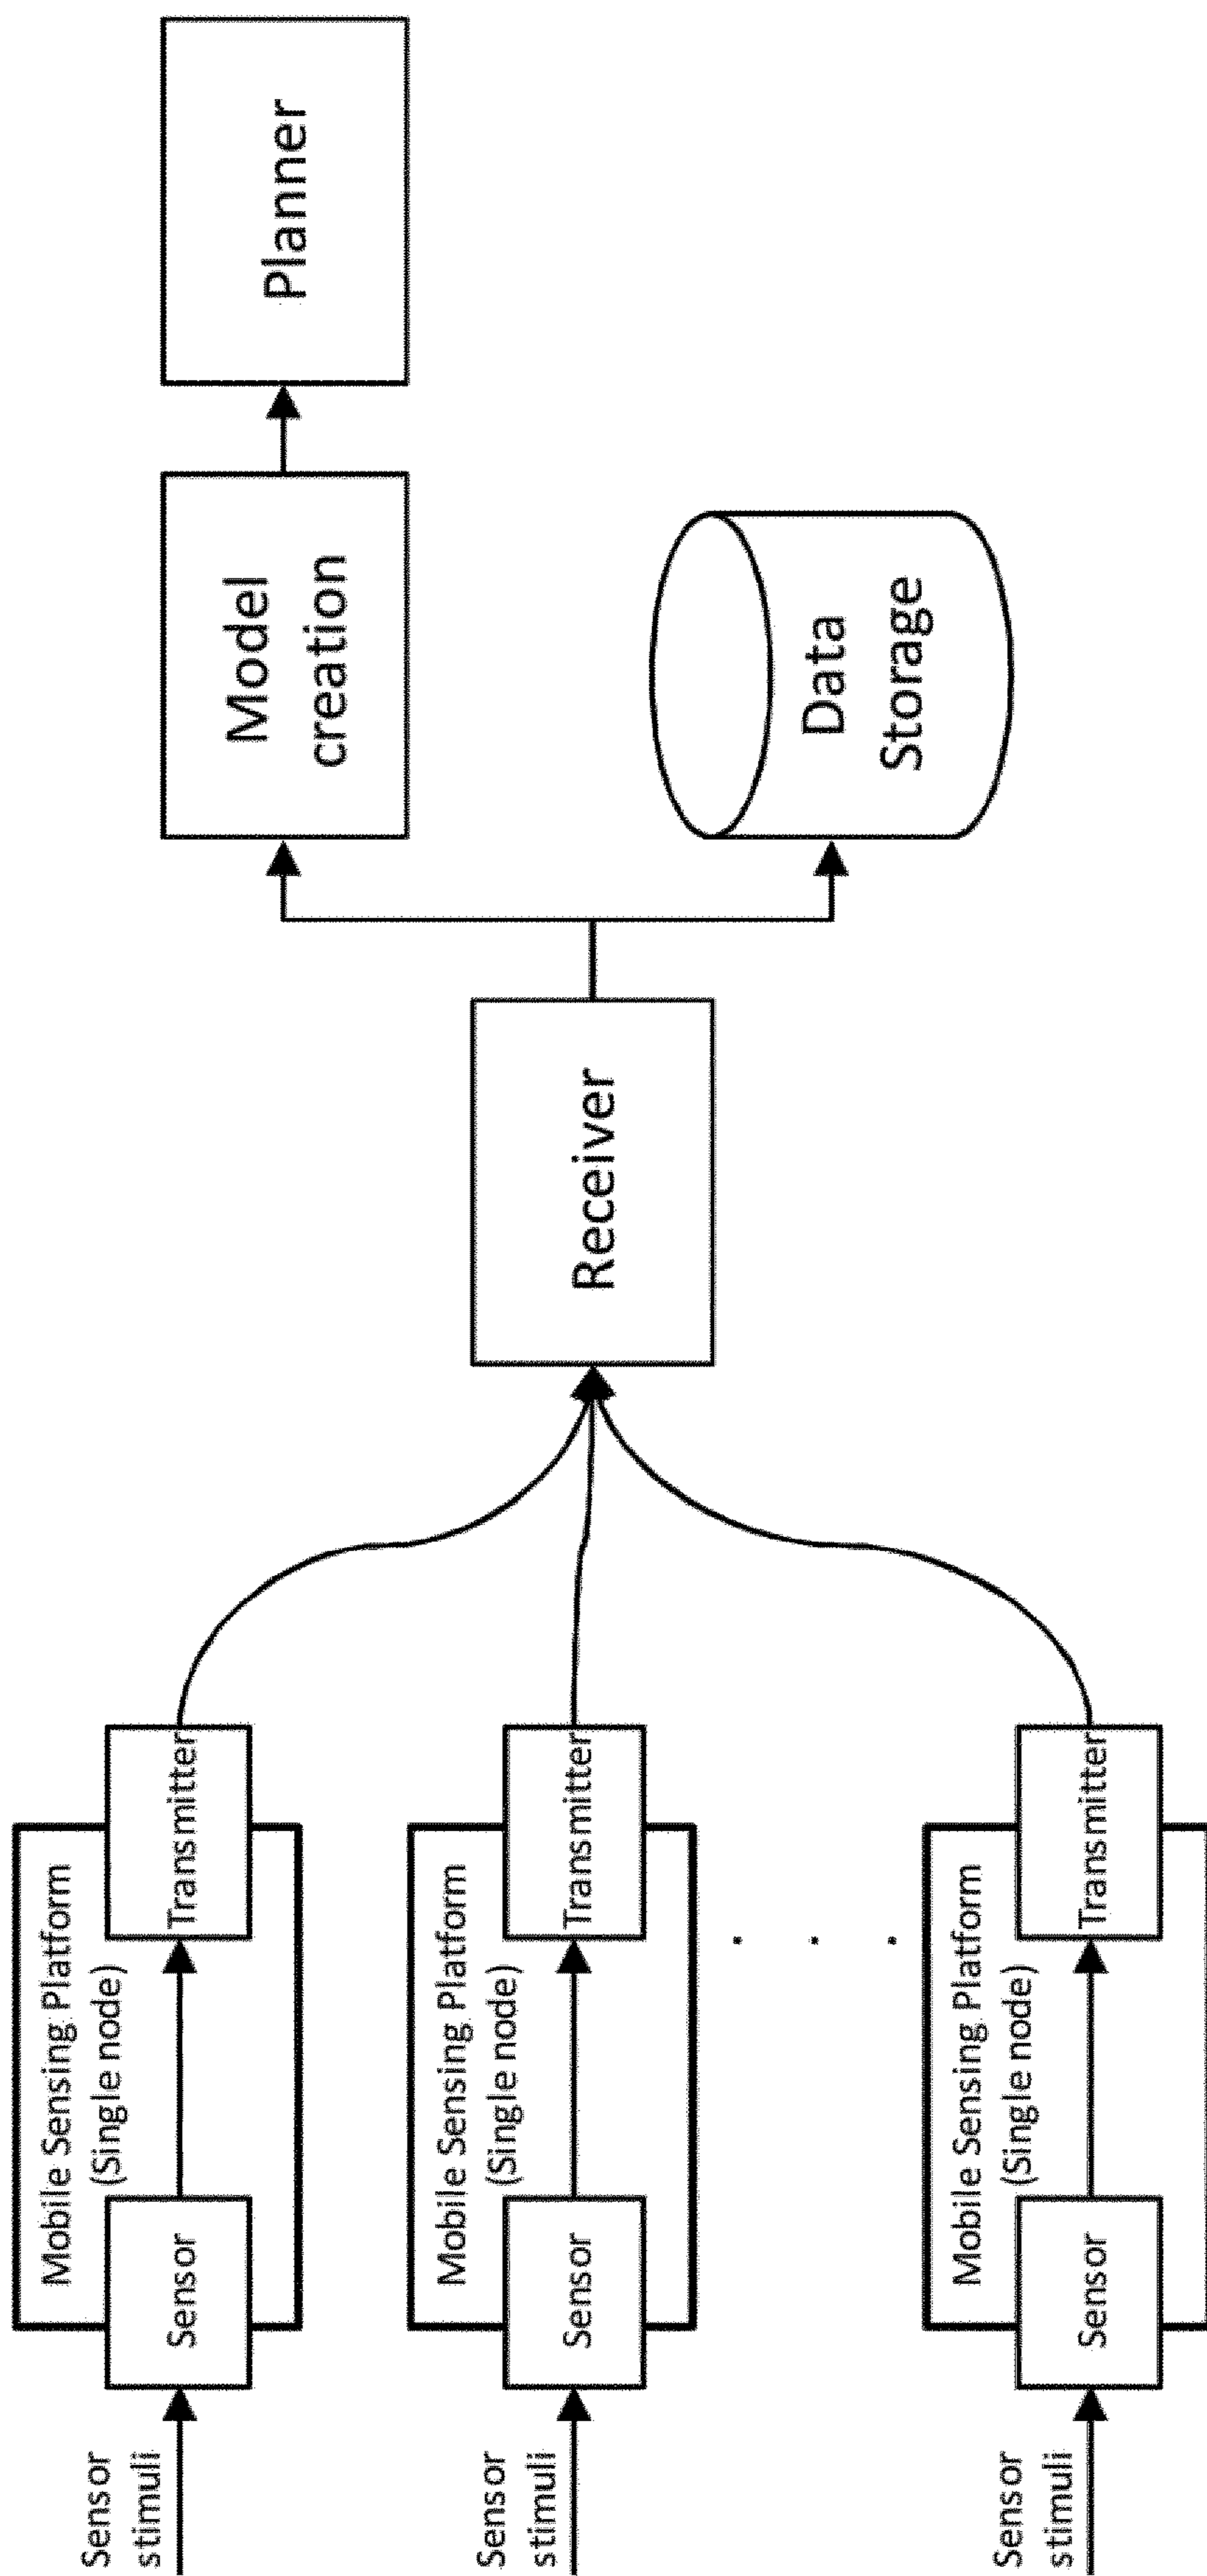 Sensor
stimuli
Sensor
Mobile Sensing Platform
(Single node)
Transmitter
Sensor
stimuli
Sensor
Mobile Sensing Platform
(Single node)
Transmitter
. . .
Sensor
stimuli
Sensor
Mobile Sensing Platform
(Single node)
Transmitter
Receiver
Model
creation
Planner
Data
Storage